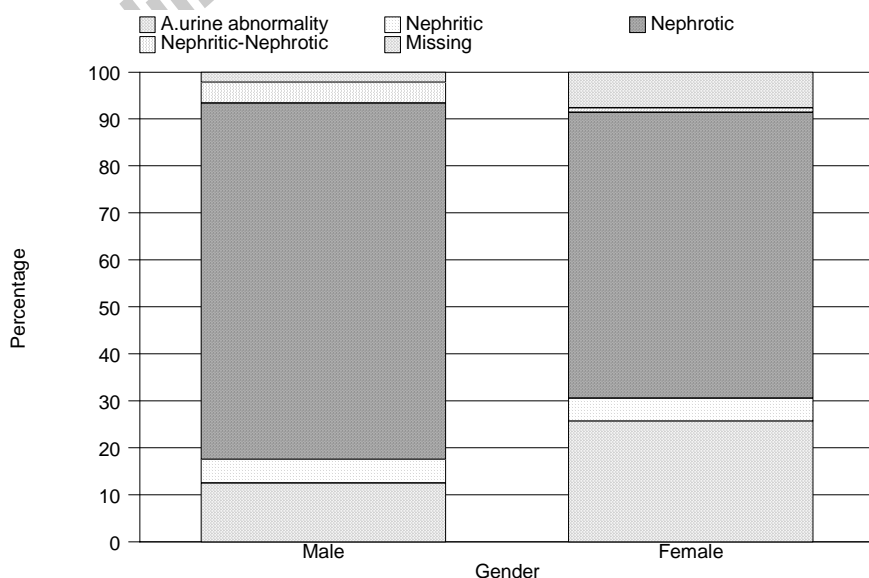 A.urine abnormality Nephritic Nephrotic
Nephritic-Nephrotic Missing
100
90
80
70
60
50
40
30
20
10
0
Percentage
Male Female
Gender